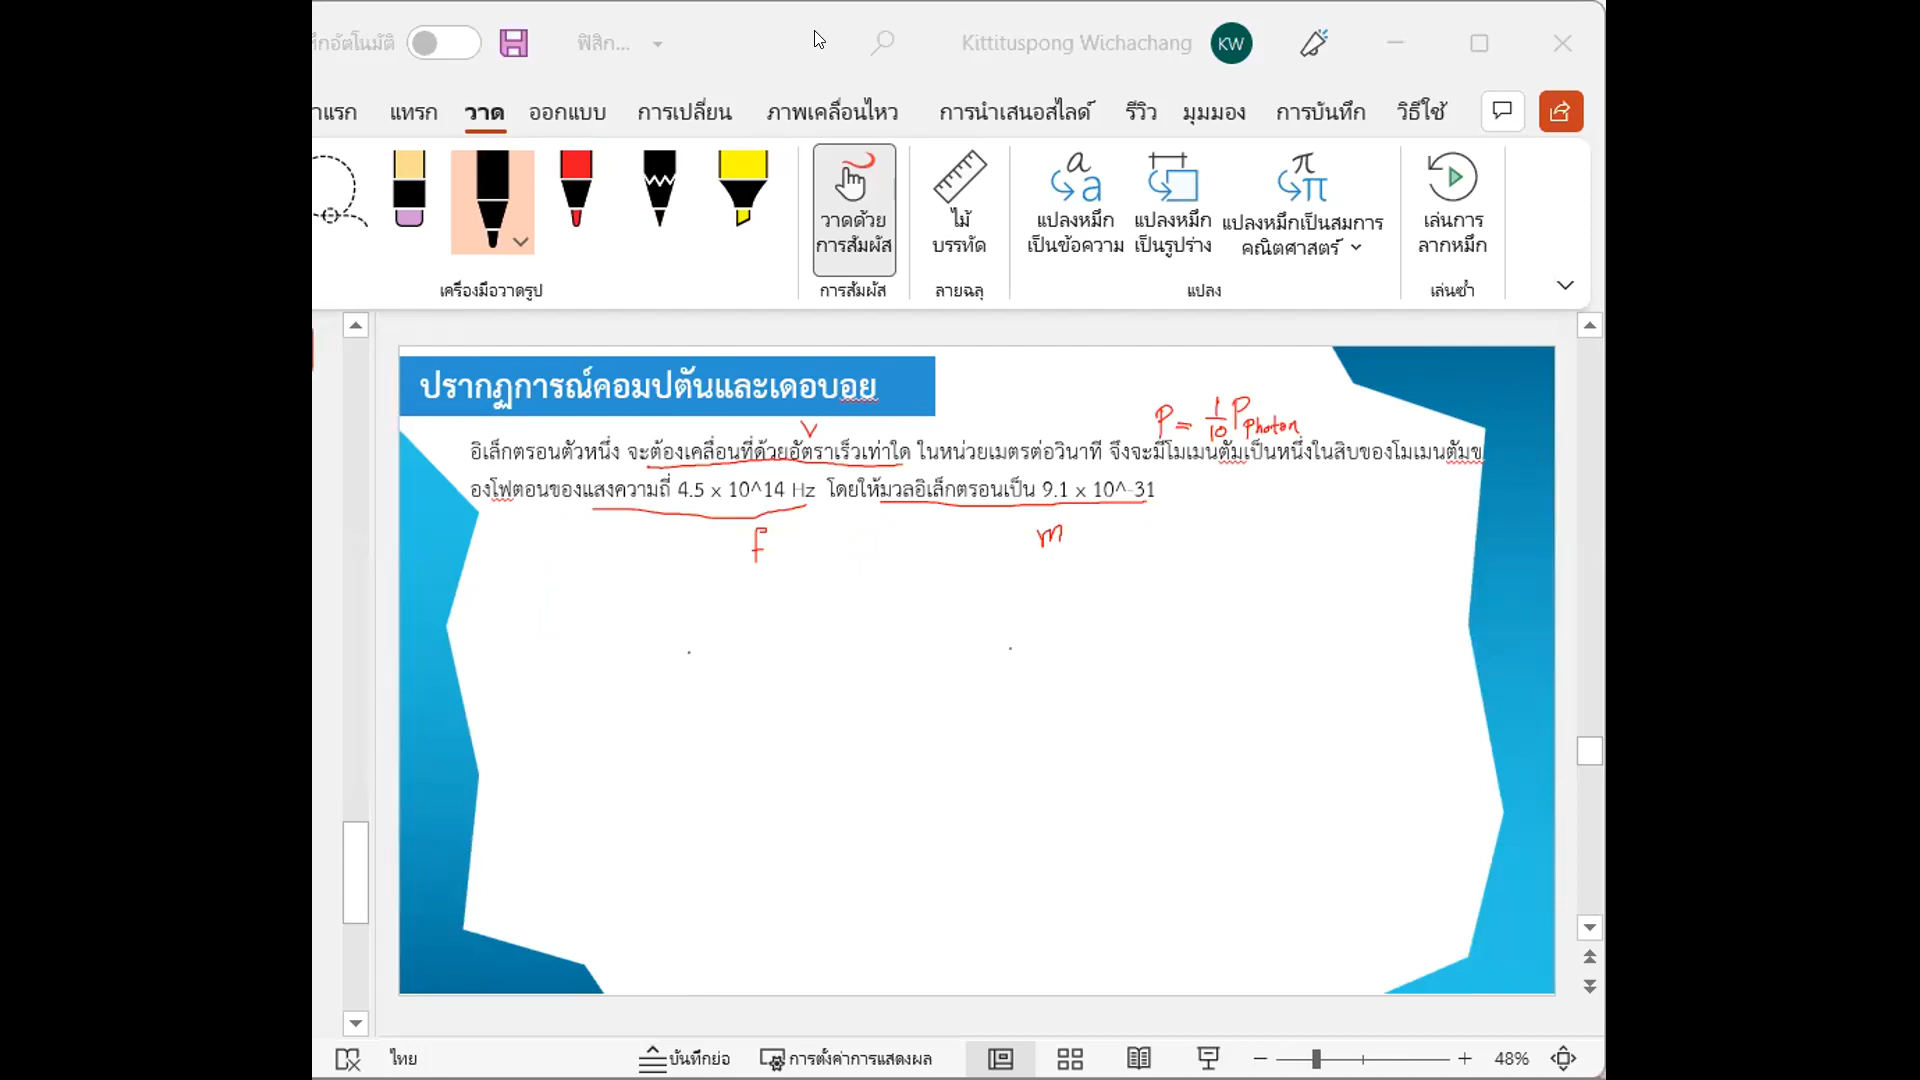 ึกอัตโนมัติ ฟิสิก... Kittituspong Wichachang KW
าแรก แทรก วาด ออกแบบ การเปลี่ยน ภาพเคลื่อนไหว การนำเสนอสไลด์ รีวิว มุมมอง การบันทึก วิธีใช้
วาดด้วย ไม้ แปลงหมึก แปลงหมึก แปลงหมึกเป็นสมการ เล่นการ
การสัมผัส บรรทัด เป็นข้อความ เป็นรูปร่าง คณิตศาสตร์ ลากหมึก
เครื่องมือวาดรูป การสัมผัส ลายฉลุ แปลง เล่นซ้ำ
ปรากฏการณ์คอมปตันและเดอบอย
P = 1/10 P Photon
v
อิเล็กตรอนตัวหนึ่ง จะต้องเคลื่อนที่ด้วยอัตราเร็วเท่าใด ในหน่วยเมตรต่อวินาที จึงจะมีโมเมนตัมเป็นหนึ่งในสิบของโมเมนตัมข
องโฟตอนของแสงความถี่ 4.5 x 10^14 Hz โดยให้มวลอิเล็กตรอนเป็น 9.1 x 10^-31
f m
ไทย บันทึกย่อ การตั้งค่าการแสดงผล 48%